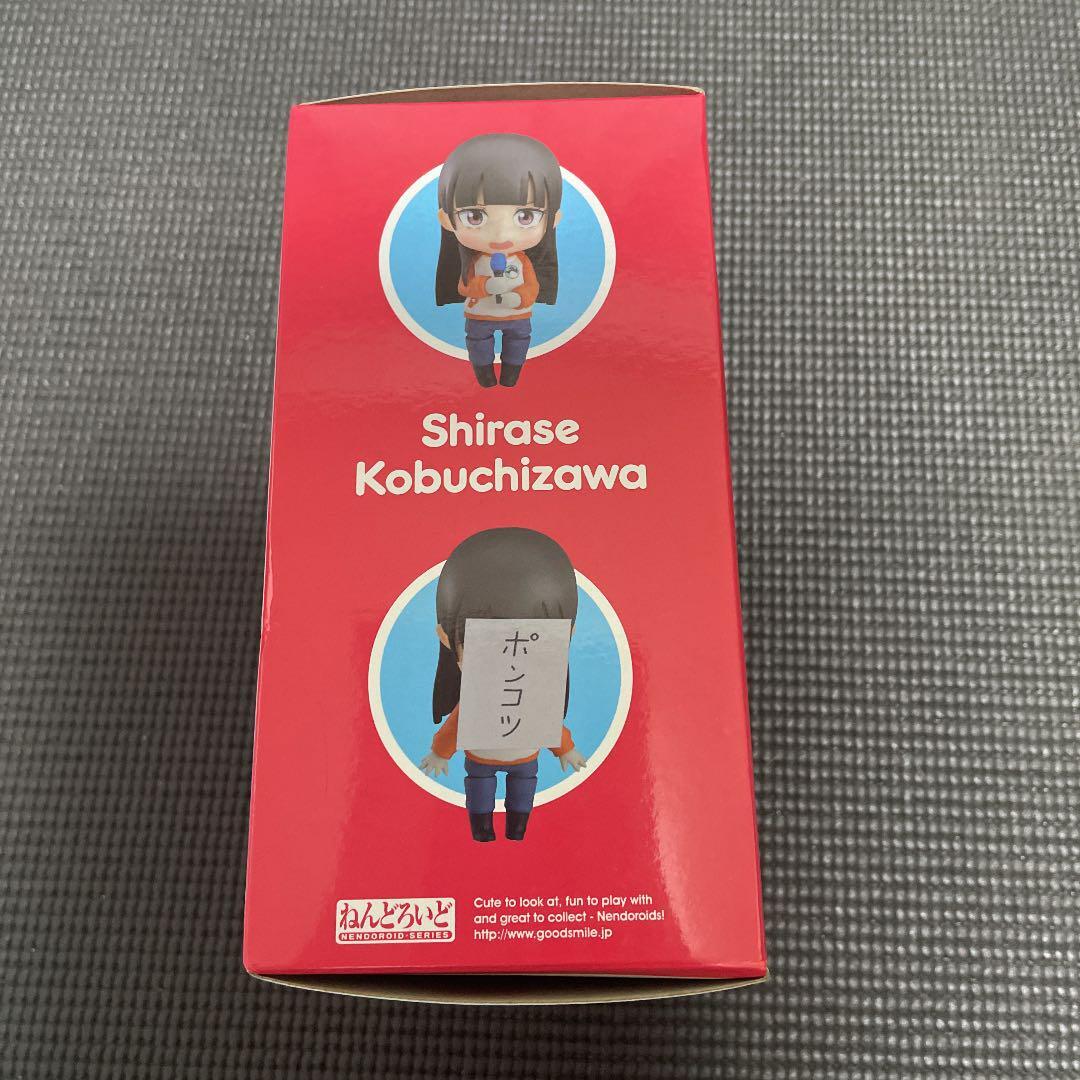 Shirase
Kobuchizawa
ポンコツ
ねんどろいど
NENDOROID·SERIES
Cute to look at, fun to play with
and great to collect - Nendoroids!
http://www.goodsmile.jp